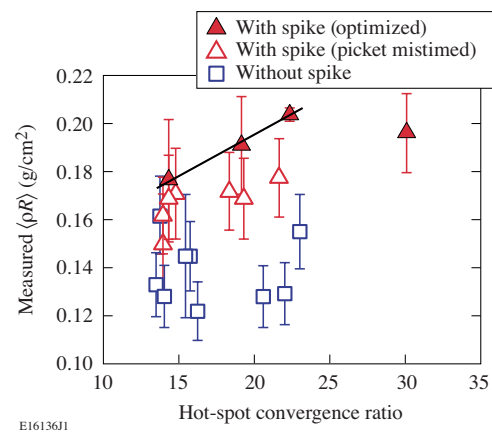 With spike (optimized)
With spike (picket mistimed)
Without spike
0.22
0.20
0.18
0.16
0.14
0.12
0.10
Measured ⟨ρR⟩ (g/cm²)
10 15 20 25 30 35
Hot-spot convergence ratio
E16136J1